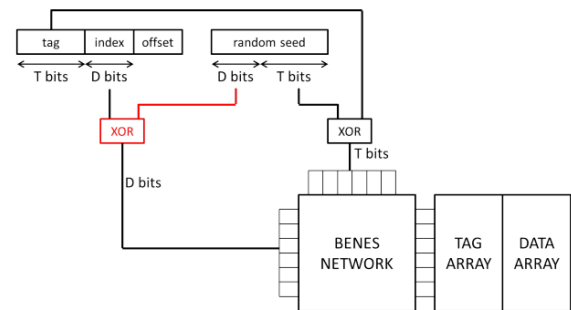 tag index offset random seed
T bits D bits D bits T bits
XOR XOR
T bits
D bits
BENES NETWORK
TAG ARRAY
DATA ARRAY